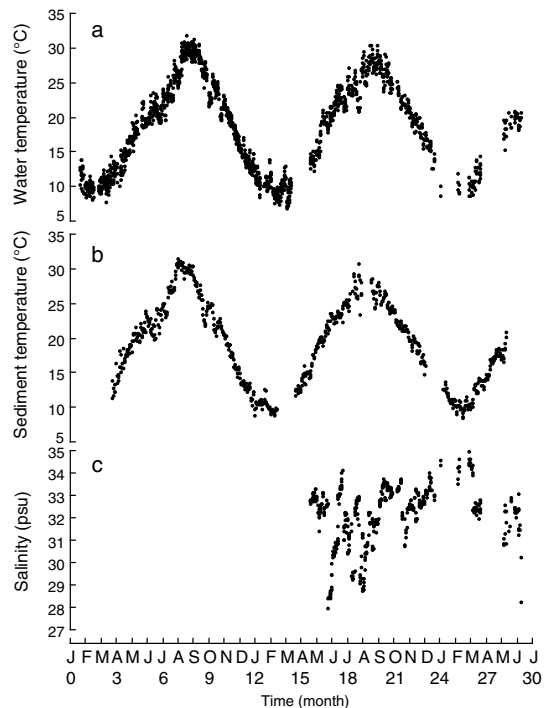 a
Water temperature (°C)
35
30
25
20
15
10
5
b
Sediment temperature (°C)
35
30
25
20
15
10
5
c
Salinity (psu)
35
34
33
32
31
30
29
28
27
J F M A M J J A S O N D J F M A M J J A S O N D J F M A M J J
0 3 6 9 12 15 18 21 24 27 30
Time (month)